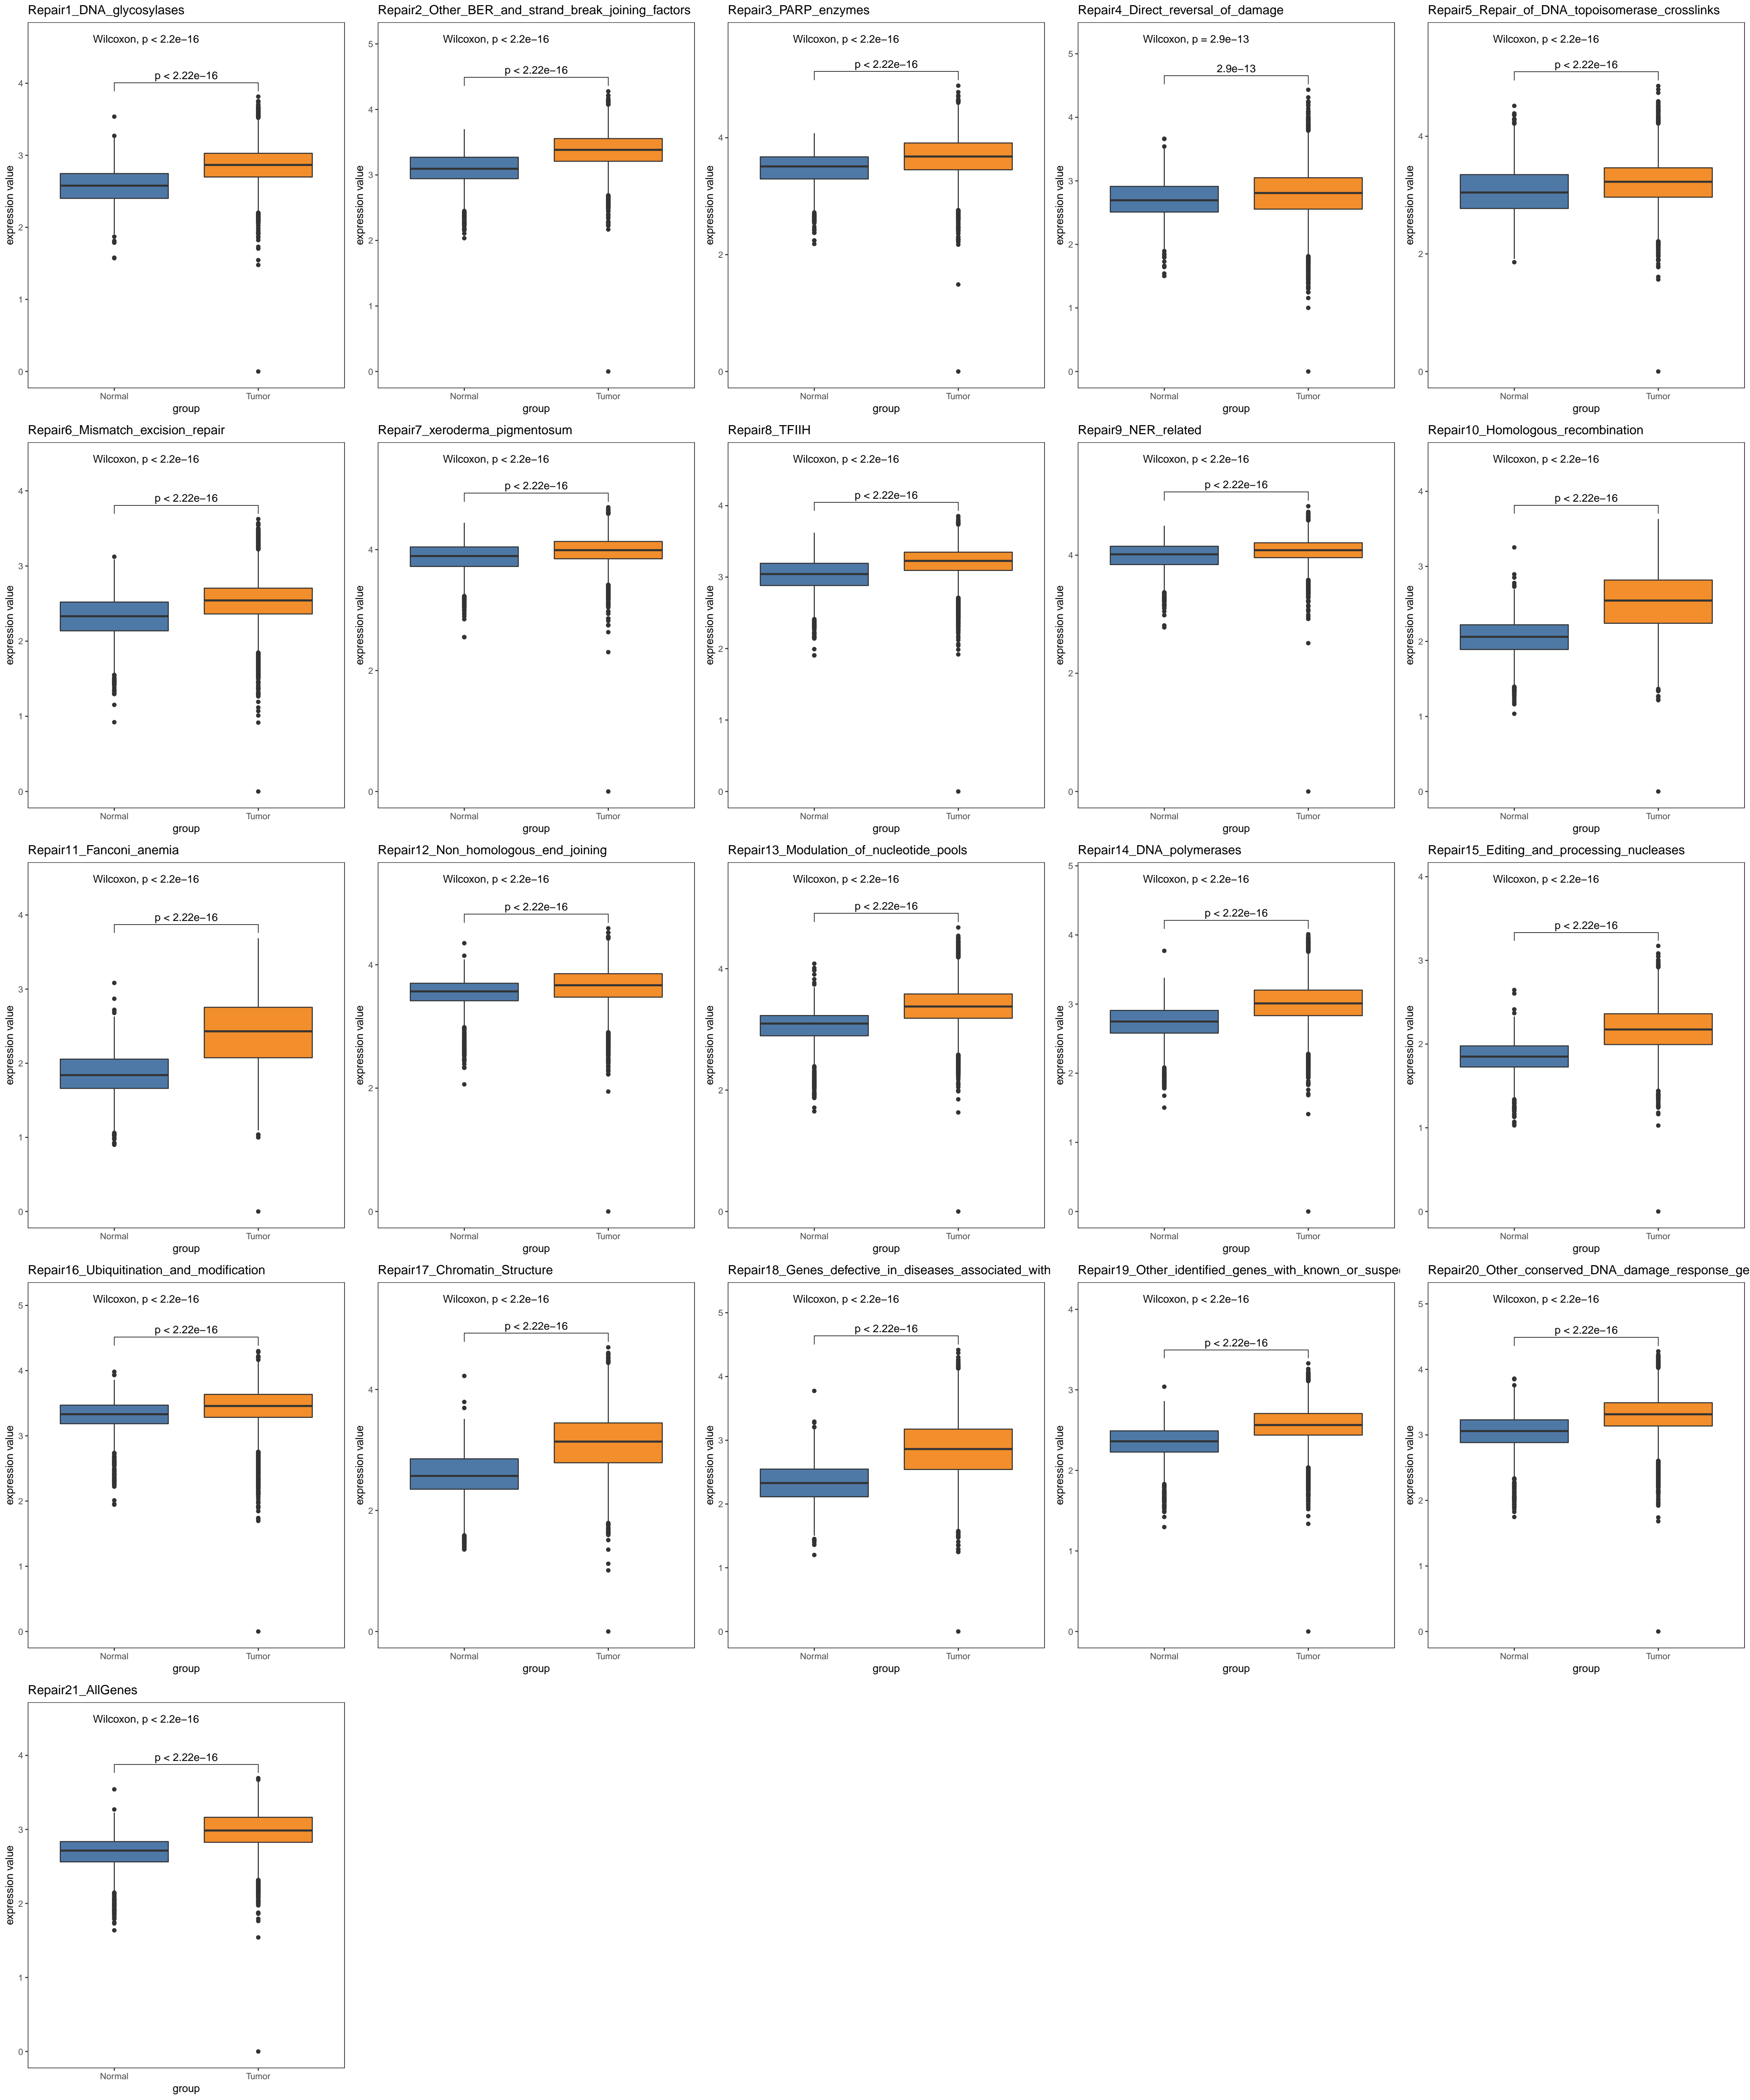 Repair1_DNA_glycosylases
Wilcoxon, p < 2.2e−16
p < 2.22e−16
expression value
4
3
2
1
0
Normal
Tumor
group
Repair2_Other_BER_and_strand_break_joining_factors
Wilcoxon, p < 2.2e−16
p < 2.22e−16
expression value
5
4
3
2
1
0
Normal
Tumor
group
Repair3_PARP_enzymes
Wilcoxon, p < 2.2e−16
p < 2.22e−16
expression value
4
2
0
Normal
Tumor
group
Repair4_Direct_reversal_of_damage
Wilcoxon, p = 2.9e−13
2.9e−13
expression value
5
4
3
2
1
0
Normal
Tumor
group
Repair5_Repair_of_DNA_topoisomerase_crosslinks
Wilcoxon, p < 2.2e−16
p < 2.22e−16
expression value
4
2
0
Normal
Tumor
group
Repair6_Mismatch_excision_repair
Wilcoxon, p < 2.2e−16
p < 2.22e−16
expression value
4
3
2
1
0
Normal
Tumor
group
Repair7_xeroderma_pigmentosum
Wilcoxon, p < 2.2e−16
p < 2.22e−16
expression value
4
2
0
Normal
Tumor
group
Repair8_TFIIH
Wilcoxon, p < 2.2e−16
p < 2.22e−16
expression value
4
3
2
1
0
Normal
Tumor
group
Repair9_NER_related
Wilcoxon, p < 2.2e−16
p < 2.22e−16
expression value
4
2
0
Normal
Tumor
group
Repair10_Homologous_recombination
Wilcoxon, p < 2.2e−16
p < 2.22e−16
expression value
4
3
2
1
0
Normal
Tumor
group
Repair11_Fanconi_anemia
Wilcoxon, p < 2.2e−16
p < 2.22e−16
expression value
4
3
2
1
0
Normal
Tumor
group
Repair12_Non_homologous_end_joining
Wilcoxon, p < 2.2e−16
p < 2.22e−16
expression value
4
2
0
Normal
Tumor
group
Repair13_Modulation_of_nucleotide_pools
Wilcoxon, p < 2.2e−16
p < 2.22e−16
expression value
4
2
0
Normal
Tumor
group
Repair14_DNA_polymerases
Wilcoxon, p < 2.2e−16
p < 2.22e−16
expression value
5
4
3
2
1
0
Normal
Tumor
group
Repair15_Editing_and_processing_nucleases
Wilcoxon, p < 2.2e−16
p < 2.22e−16
expression value
4
3
2
1
0
Normal
Tumor
group
Repair16_Ubiquitination_and_modification
Wilcoxon, p < 2.2e−16
p < 2.22e−16
expression value
5
4
3
2
1
0
Normal
Tumor
group
Repair17_Chromatin_Structure
Wilcoxon, p < 2.2e−16
p < 2.22e−16
expression value
4
2
0
Normal
Tumor
group
Repair18_Genes_defective_in_diseases_associated_with
Wilcoxon, p < 2.2e−16
p < 2.22e−16
expression value
5
4
3
2
1
0
Normal
Tumor
group
Repair19_Other_identified_genes_with_known_or_suspe
Wilcoxon, p < 2.2e−16
p < 2.22e−16
expression value
4
3
2
1
0
Normal
Tumor
group
Repair20_Other_conserved_DNA_damage_response_ge
Wilcoxon, p < 2.2e−16
p < 2.22e−16
expression value
5
4
3
2
1
0
Normal
Tumor
group
Repair21_AllGenes
Wilcoxon, p < 2.2e−16
p < 2.22e−16
expression value
4
3
2
1
0
Normal
Tumor
group